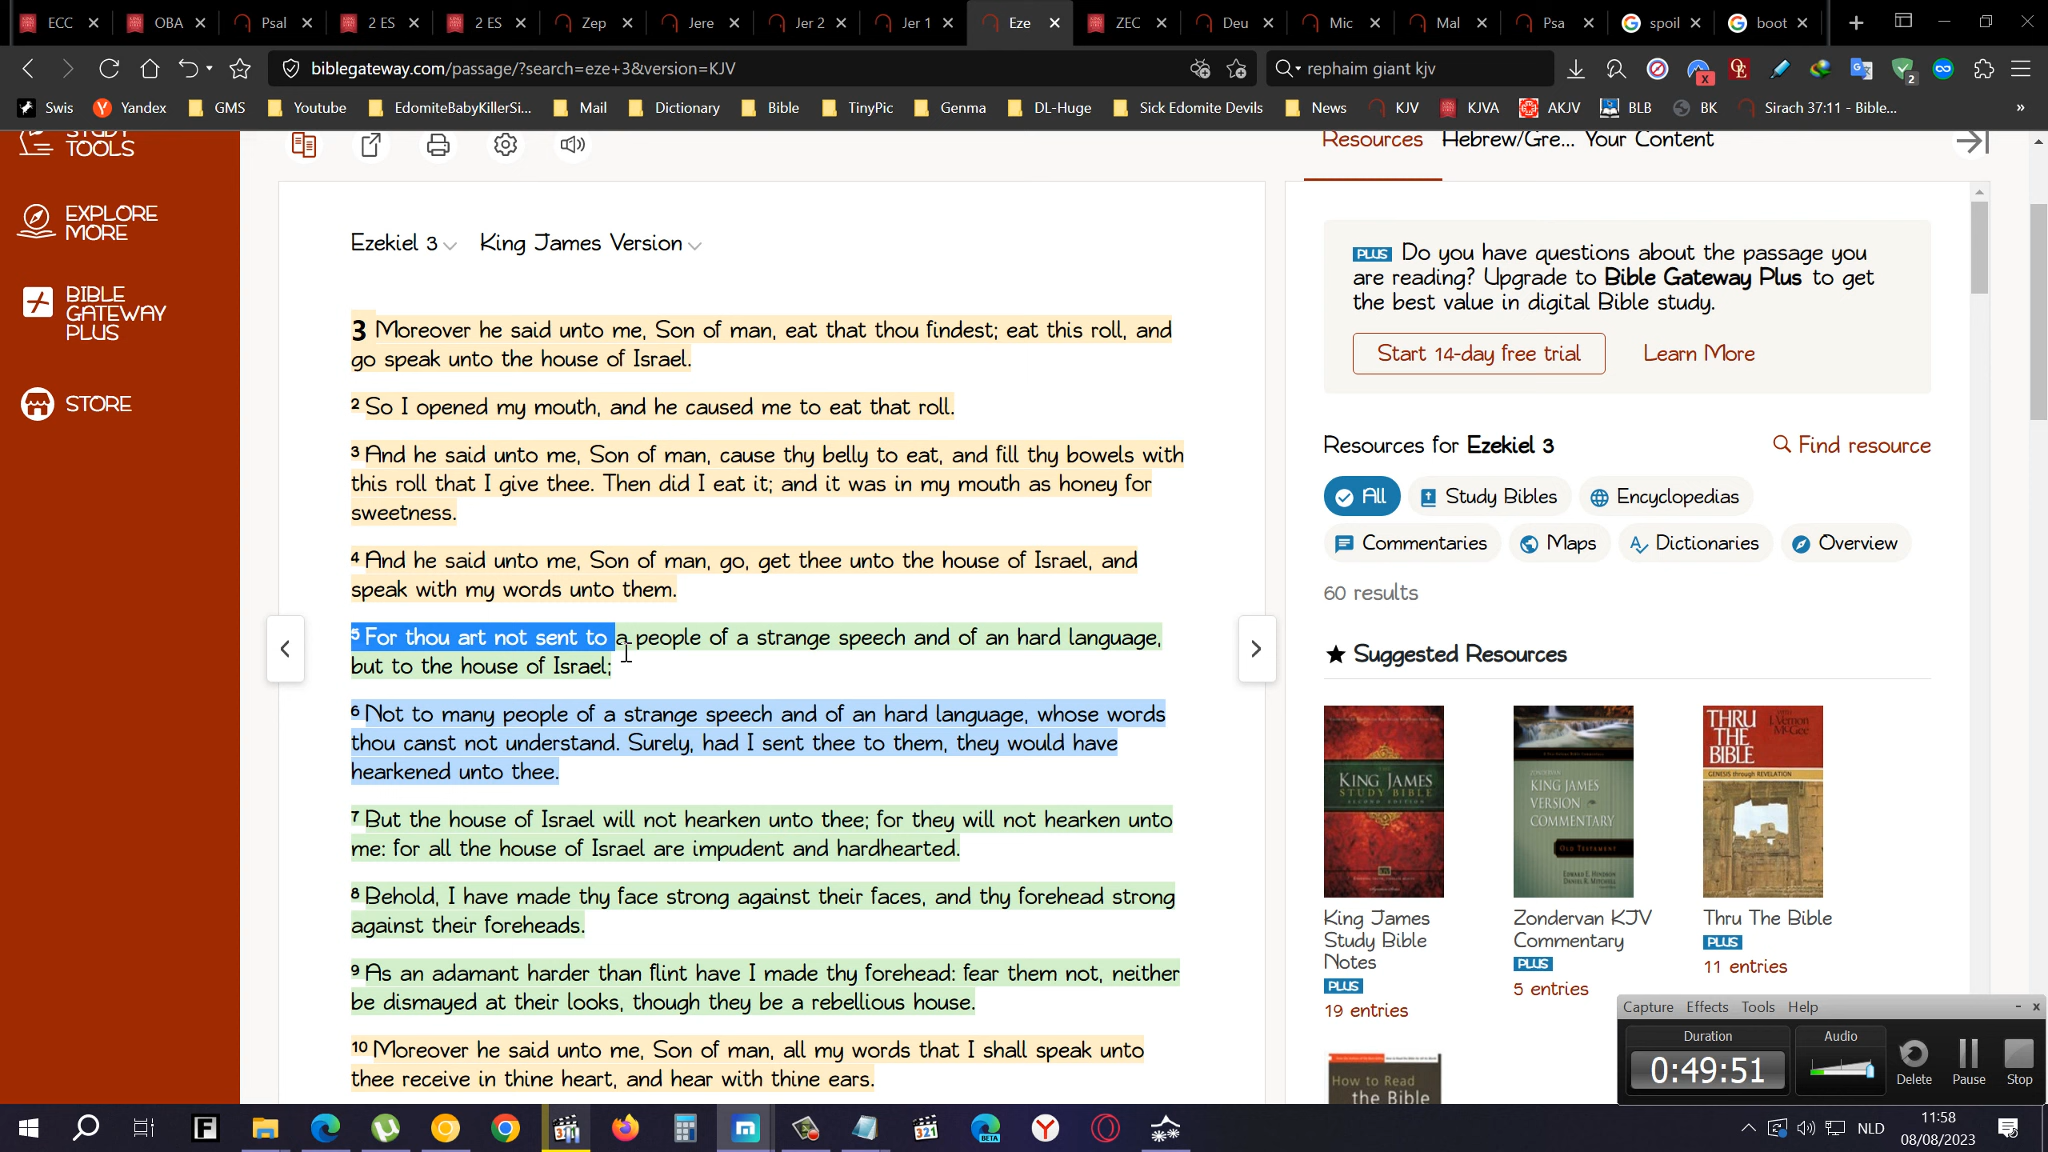 ECC
OBA
Psal
2 ES
2 ES
Zep
Jere
Jer 2
Jer 1
Eze
ZEC
Deu
Mic
Mal
Psa
spoil
boot
biblegateway.com/passage/?search=eze+3&version=KJV
rephaim giant kjv
Swis
Yandex
GMS
Youtube
EdomiteBabyKillerSi...
Mail
Dictionary
Bible
TinyPic
Genma
DL-Huge
Sick Edomite Devils
News
KJV
KJVA
AKJV
BLB
BK
Sirach 37:11 - Bible...
STUDY
TOOLS
EXPLORE
MORE
BIBLE
GATEWAY
PLUS
STORE
Ezekiel 3 King James Version
3 Moreover he said unto me, Son of man, eat that thou findest; eat this roll, and
go speak unto the house of Israel.
2 So I opened my mouth, and he caused me to eat that roll.
3 And he said unto me, Son of man, cause thy belly to eat, and fill thy bowels with
this roll that I give thee. Then did I eat it; and it was in my mouth as honey for
sweetness.
4 And he said unto me, Son of man, go, get thee unto the house of Israel, and
speak with my words unto them.
5 For thou art not sent to a people of a strange speech and of an hard language,
but to the house of Israel;
6 Not to many people of a strange speech and of an hard language, whose words
thou canst not understand. Surely, had I sent thee to them, they would have
hearkened unto thee.
7 But the house of Israel will not hearken unto thee; for they will not hearken unto
me: for all the house of Israel are impudent and hardhearted.
8 Behold, I have made thy face strong against their faces, and thy forehead strong
against their foreheads.
9 As an adamant harder than flint have I made thy forehead: fear them not, neither
be dismayed at their looks, though they be a rebellious house.
10 Moreover he said unto me, Son of man, all my words that I shall speak unto
thee receive in thine heart, and hear with thine ears.
Resources Hebrew/Gre... Your Content
PLUS Do you have questions about the passage you
are reading? Upgrade to Bible Gateway Plus to get
the best value in digital Bible study.
Start 14-day free trial
Learn More
Resources for Ezekiel 3
Find resource
All
Study Bibles
Encyclopedias
Commentaries
Maps
Dictionaries
Overview
60 results
Suggested Resources
KING JAMES
STUDY BIBLE
SECOND EDITION
KING JAMES
VERSION
COMMENTARY
OLD TESTAMENT
THRU
THE
BIBLE
J. Vernon
McGee
GENESIS through REVELATION
King James
Study Bible
Notes
PLUS
19 entries
Zondervan KJV
Commentary
PLUS
5 entries
Thru The Bible
PLUS
11 entries
How to Read
the Bible
Capture Effects Tools Help
Duration
0:49:51
Audio
Delete
Pause
Stop
NLD
11:58
08/08/2023